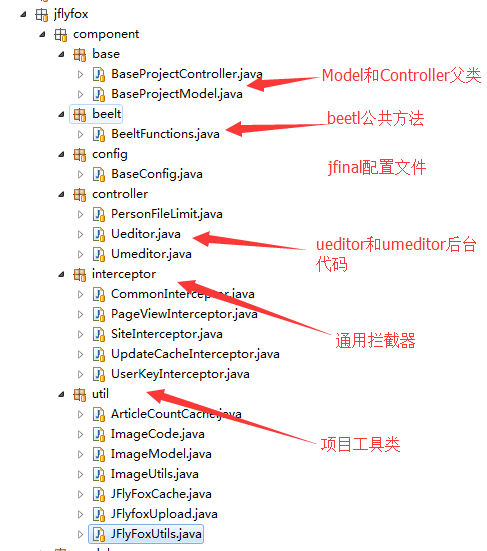 jflyfox
component
base
BaseProjectController.java
BaseProjectModel.java
Model和Controller父类
beelt
BeeltFunctions.java
beetl公共方法
config
BaseConfig.java
jfinal配置文件
controller
PersonFileLimit.java
Ueditor.java
Umeditor.java
ueditor和umeditor后台
代码
interceptor
CommonInterceptor.java
PageViewInterceptor.java
SiteInterceptor.java
UpdateCacheInterceptor.java
UserKeyInterceptor.java
通用拦截器
util
ArticleCountCache.java
ImageCode.java
ImageModel.java
ImageUtils.java
JFlyFoxCache.java
JFlyfoxUpload.java
JFlyFoxUtils.java
项目工具类